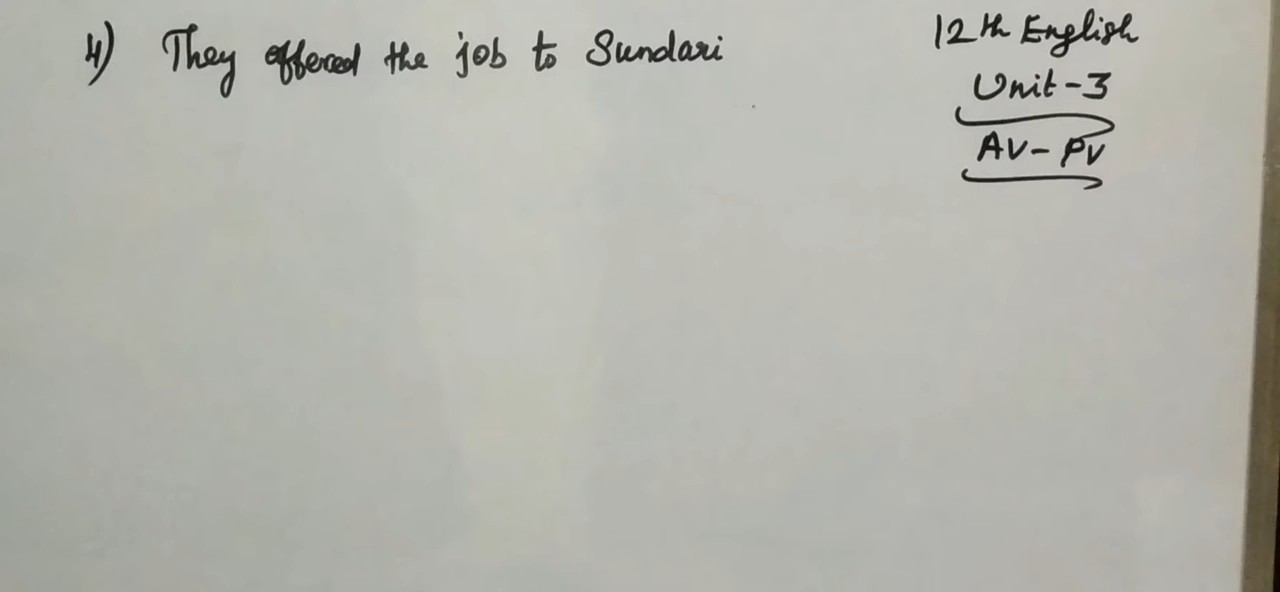 4) They offered the job to Sundari
12th English
Unit-3
AV- PV